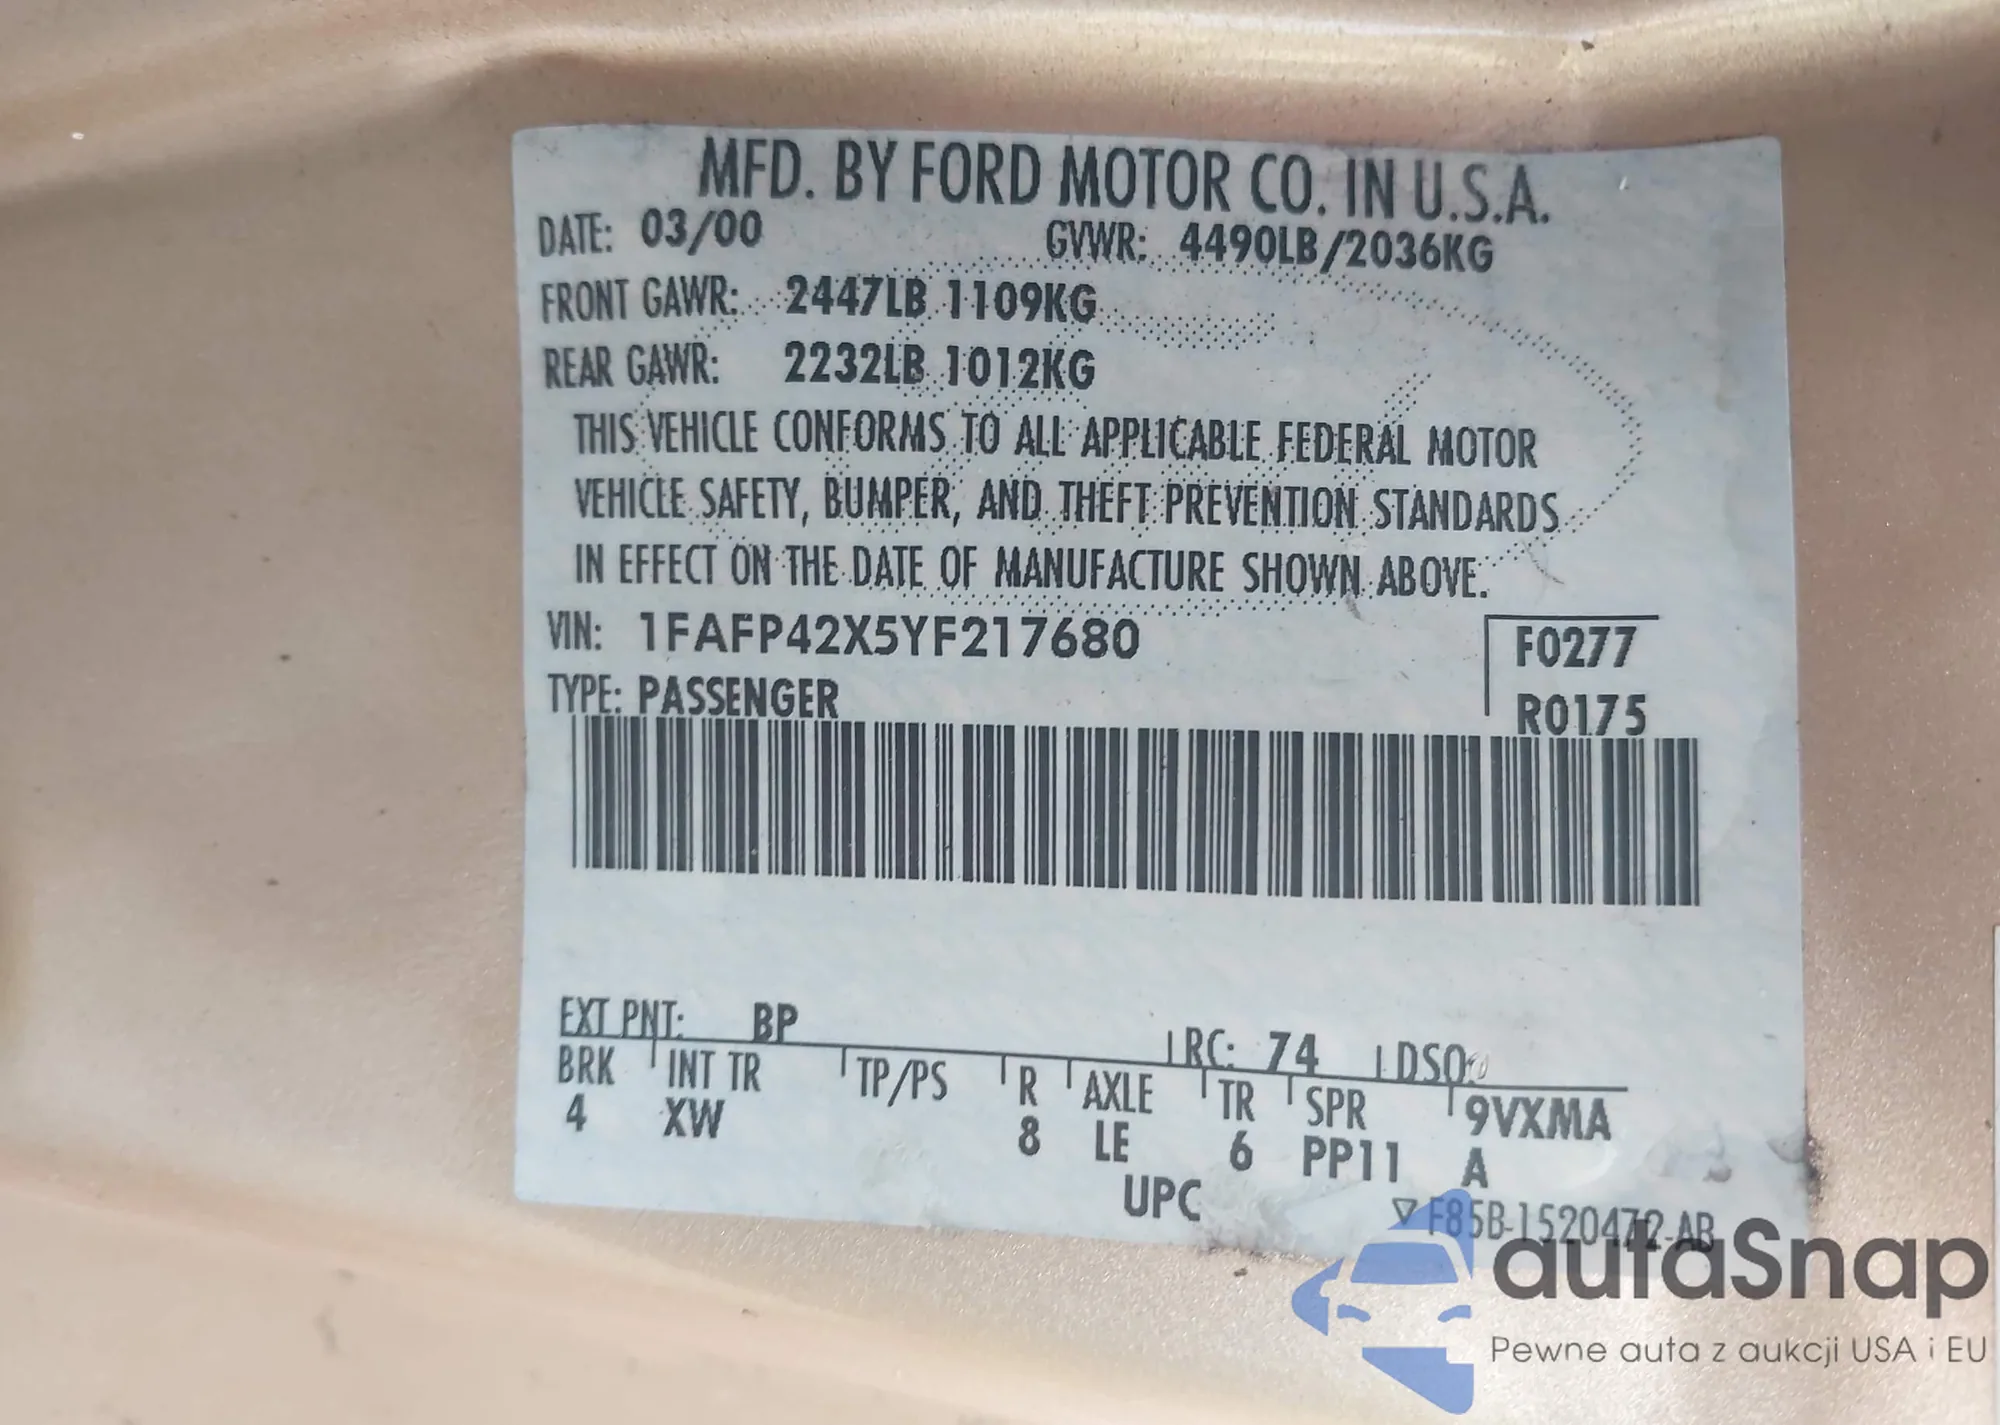 MFD. BY FORD MOTOR CO. IN U.S.A.
DATE: 03/00 GVWR: 4490LB/2036KG
FRONT GAWR: 2447LB 1109KG
REAR GAWR: 2232LB 1012KG
THIS VEHICLE CONFORMS TO ALL APPLICABLE FEDERAL MOTOR
VEHICLE SAFETY, BUMPER, AND THEFT PREVENTION STANDARDS
IN EFFECT ON THE DATE OF MANUFACTURE SHOWN ABOVE.
VIN: 1FAFP42X5YF217680 F0277
TYPE: PASSENGER R0175
EXT PNT: BP RC: 74 DSO:
BRK INT TR TP/PS R AXLE TR SPR 9VXMA
4 XW 8 LE 6 PP11 A
UPC
▽ F85B-1520472-AB
autaSnap
Pewne auta z aukcji USA i EU